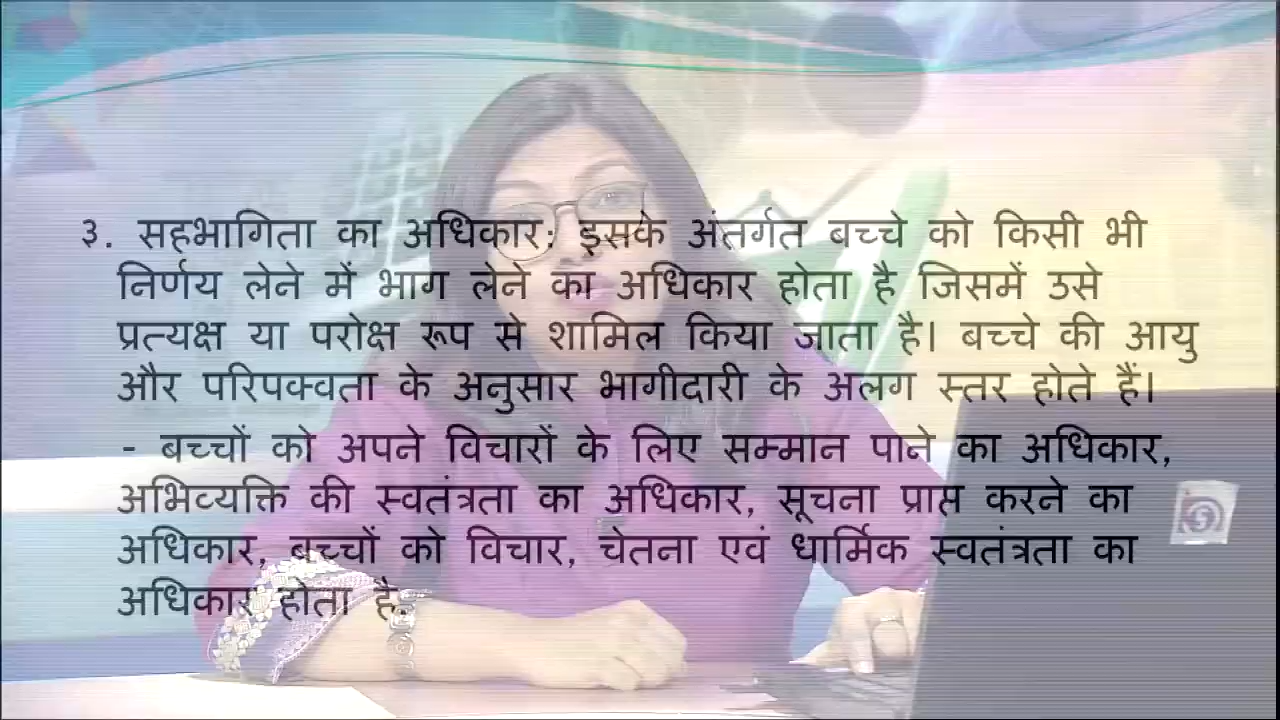 ३. सहभागिता का अधिकार: इसके अंतर्गत बच्चे को किसी भी
निर्णय लेने में भाग लेने का अधिकार होता है जिसमें उसे
प्रत्यक्ष या परोक्ष रूप से शामिल किया जाता है। बच्चे की आयु
और परिपक्वता के अनुसार भागीदारी के अलग स्तर होते हैं।
- बच्चों को अपने विचारों के लिए सम्मान पाने का अधिकार,
अभिव्यक्ति की स्वतंत्रता का अधिकार, सूचना प्राप्त करने का
अधिकार, बच्चों को विचार, चेतना एवं धार्मिक स्वतंत्रता का
अधिकार होता है.